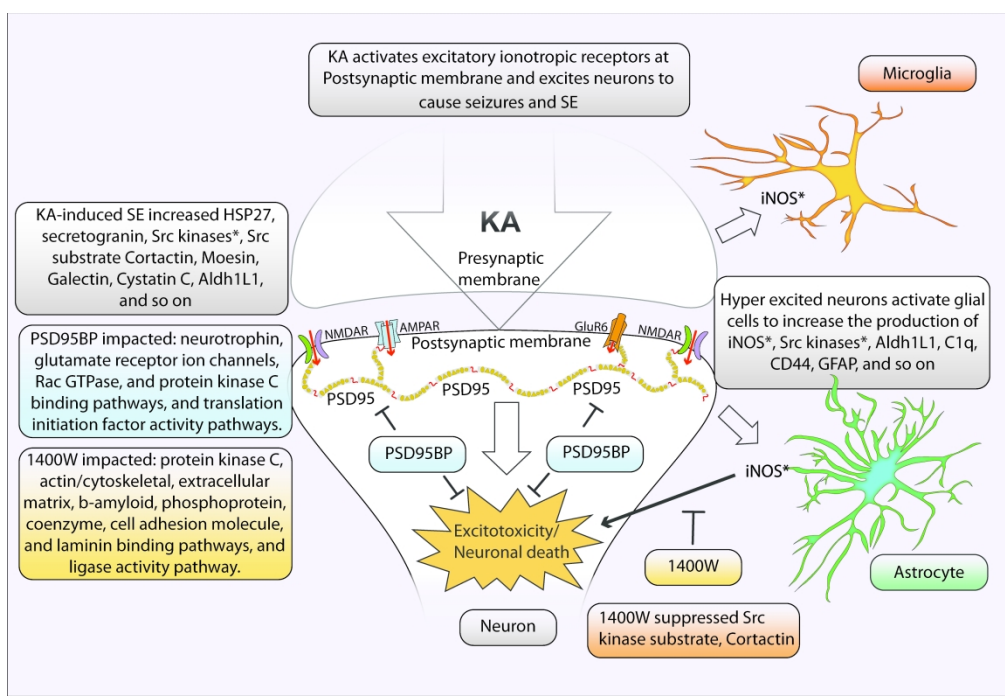 KA activates excitatory ionotropic receptors at
Postsynaptic membrane and excites neurons to
cause seizures and SE
Microglia
iNOS*
KA-induced SE increased HSP27,
secretogranin, Src kinases*, Src
substrate Cortactin, Moesin,
Galectin, Cystatin C, Aldh1L1,
and so on
KA
Presynaptic
membrane
Hyper excited neurons activate glial
cells to increase the production of
iNOS*, Src kinases*, Aldh1L1, C1q,
CD44, GFAP, and so on
PSD95BP impacted: neurotrophin,
glutamate receptor ion channels,
Rac GTPase, and protein kinase C
binding pathways, and translation
initiation factor activity pathways.
NMDAR
AMPAR
GluR6
NMDAR
Postsynaptic membrane
PSD95
PSD95
PSD95
PSD95BP
PSD95BP
1400W impacted: protein kinase C,
actin/cytoskeletal, extracellular
matrix, b-amyloid, phosphoprotein,
coenzyme, cell adhesion molecule,
and laminin binding pathways, and
ligase activity pathway.
iNOS*
Excitotoxicity/
Neuronal death
1400W
Astrocyte
Neuron
1400W suppressed Src
kinase substrate, Cortactin